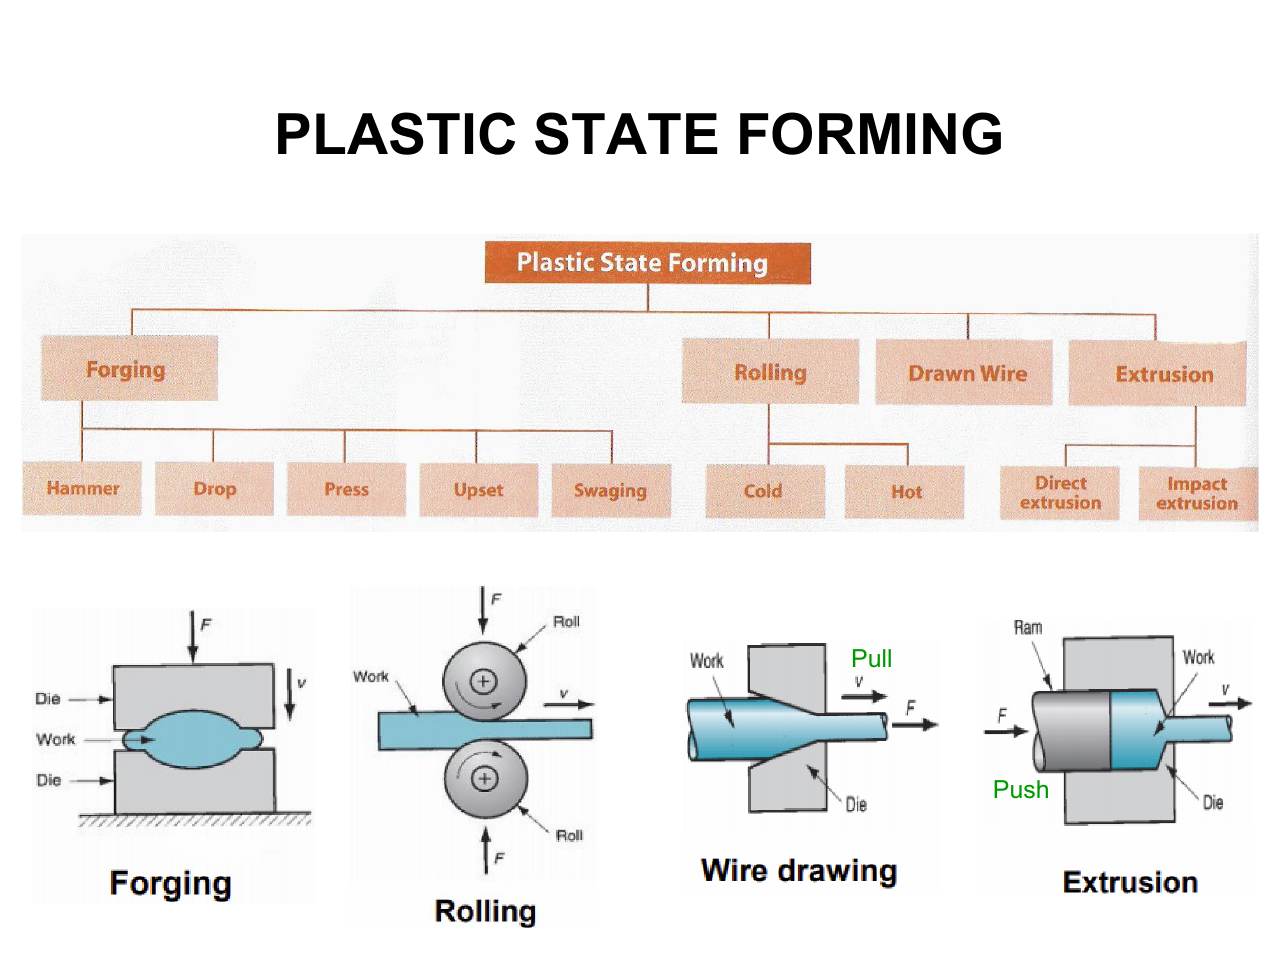 PLASTIC STATE FORMING
Plastic State Forming
Forging
Rolling
Drawn Wire
Extrusion
Hammer
Drop
Press
Upset
Swaging
Cold
Hot
Direct
extrusion
Impact
extrusion
F
v
Die
Work
Die
Forging
F
Roll
Work
v
Roll
F
Rolling
Work
Pull
v
F
Die
Wire drawing
Ram
Work
v
F
Push
Die
Extrusion